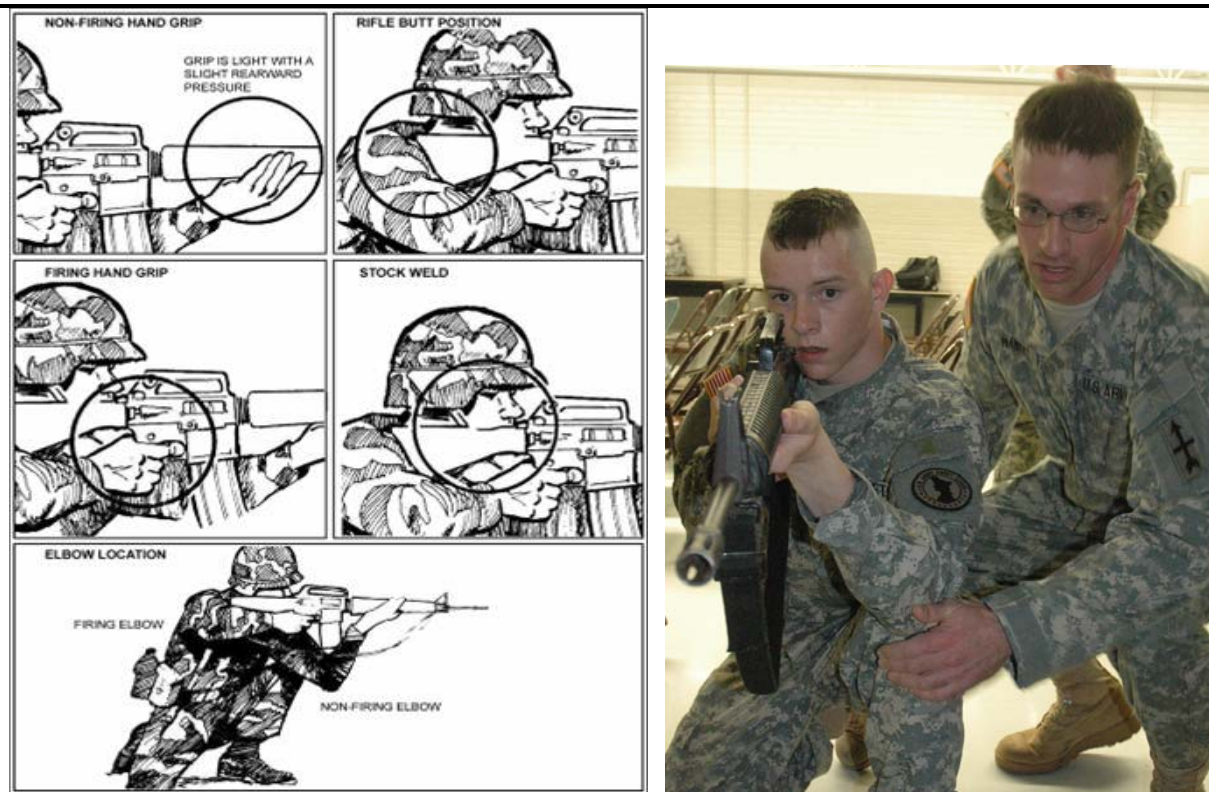 NON-FIRING HAND GRIP
GRIP IS LIGHT WITH A
SLIGHT REARWARD
PRESSURE
RIFLE BUTT POSITION
FIRING HAND GRIP
STOCK WELD
ELBOW LOCATION
FIRING ELBOW
NON-FIRING ELBOW
U.S. ARM